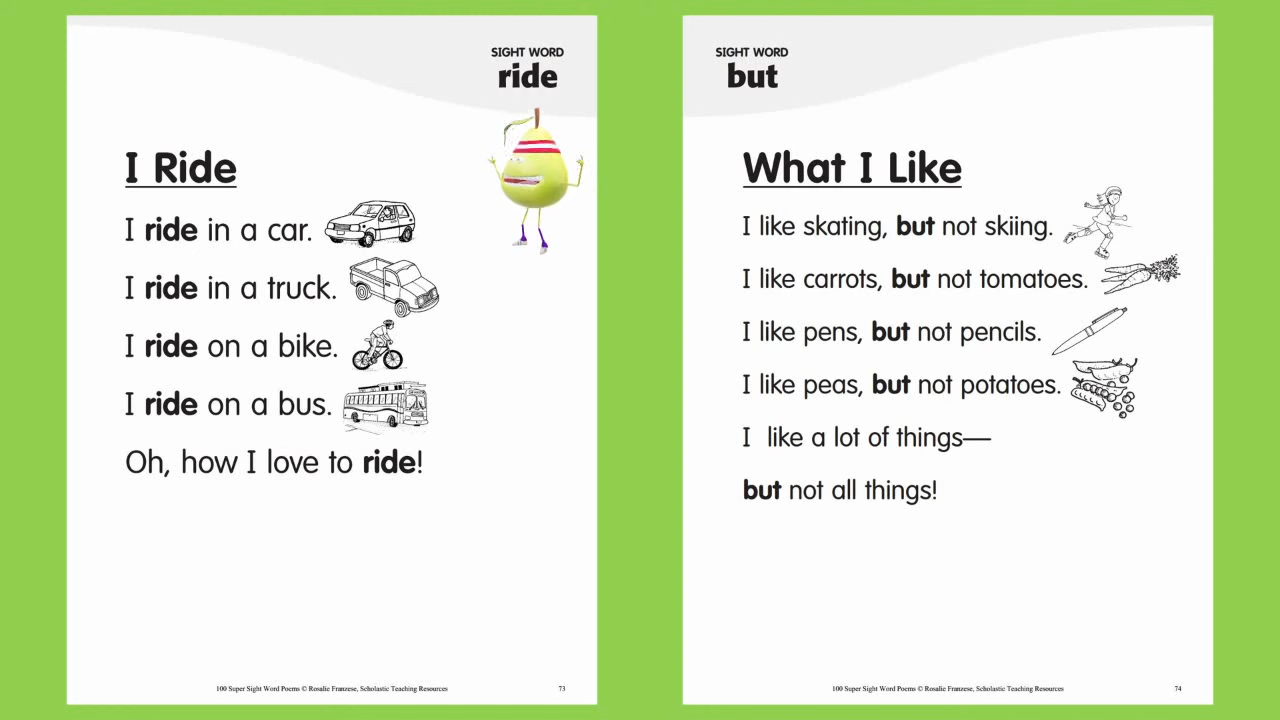 SIGHT WORD
ride
I Ride
I ride in a car.
I ride in a truck.
I ride on a bike.
I ride on a bus.
Oh, how I love to ride!
100 Super Sight Word Poems © Rosalie Franzese, Scholastic Teaching Resources
73
SIGHT WORD
but
What I Like
I like skating, but not skiing.
I like carrots, but not tomatoes.
I like pens, but not pencils.
I like peas, but not potatoes.
I like a lot of things—
but not all things!
100 Super Sight Word Poems © Rosalie Franzese, Scholastic Teaching Resources
74